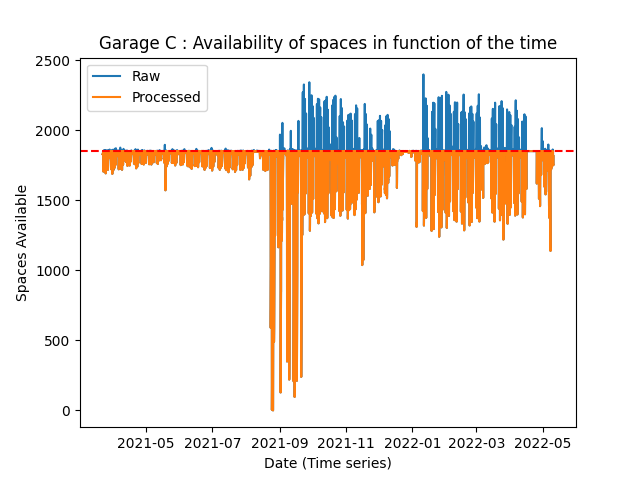 Garage C : Availability of spaces in function of the time
Raw
Processed
2500
2000
1500
1000
500
0
Spaces Available
2021-05
2021-07
2021-09
2021-11
2022-01
2022-03
2022-05
Date (Time series)